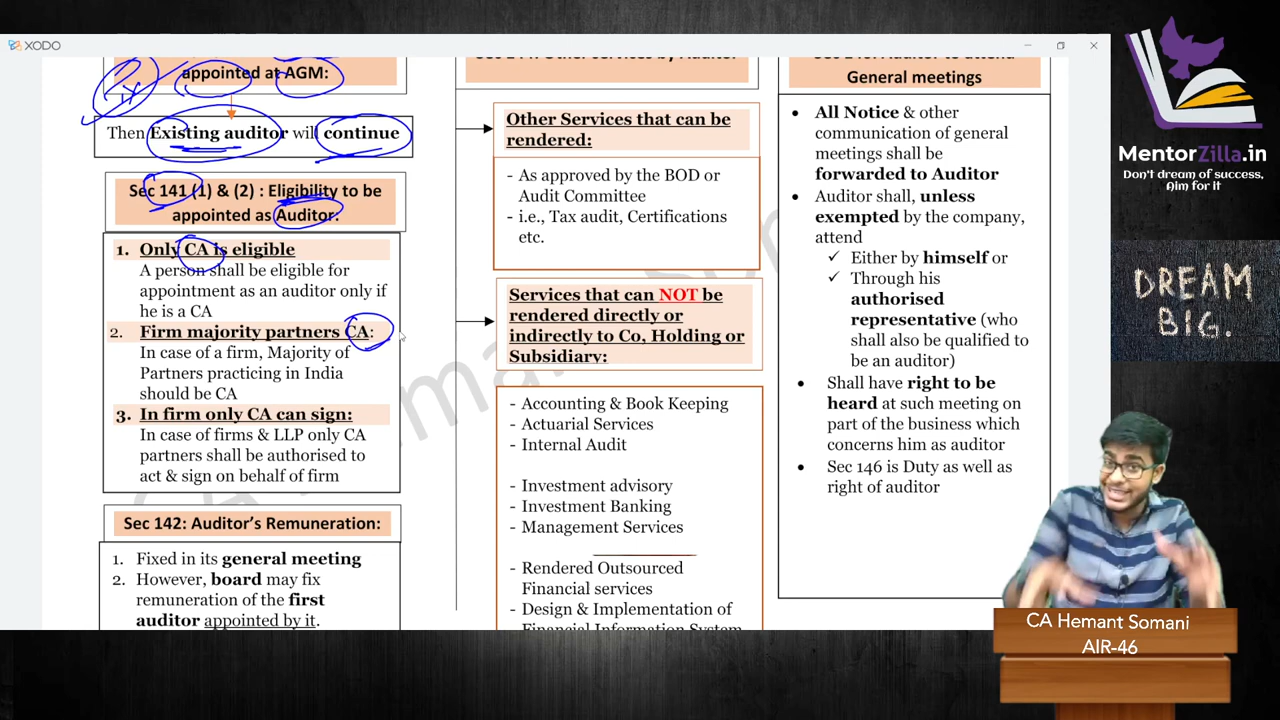 XODO
appointed at AGM:
Then Existing auditor will continue
Sec 141 (1) & (2) : Eligibility to be
appointed as Auditor:
1. Only CA is eligible
A person shall be eligible for
appointment as an auditor only if
he is a CA
2. Firm majority partners CA:
In case of a firm, Majority of
Partners practicing in India
should be CA
3. In firm only CA can sign:
In case of firms & LLP only CA
partners shall be authorised to
act & sign on behalf of firm
Sec 142: Auditor's Remuneration:
1. Fixed in its general meeting
2. However, board may fix
remuneration of the first
auditor appointed by it.
Other Services that can be
rendered:
- As approved by the BOD or
Audit Committee
- i.e., Tax audit, Certifications
etc.
Services that can NOT be
rendered directly or
indirectly to Co, Holding or
Subsidiary:
- Accounting & Book Keeping
- Actuarial Services
- Internal Audit
- Investment advisory
- Investment Banking
- Management Services
- Rendered Outsourced
Financial services
- Design & Implementation of
Financial Information System
General meetings
• All Notice & other
communication of general
meetings shall be
forwarded to Auditor
• Auditor shall, unless
exempted by the company,
attend
✓ Either by himself or
✓ Through his
authorised
representative (who
shall also be qualified to
be an auditor)
• Shall have right to be
heard at such meeting on
part of the business which
concerns him as auditor
• Sec 146 is Duty as well as
right of auditor
MentorZilla.in
Don't dream of success,
Aim for it
DREAM
BIG.
CA Hemant Somani
AIR-46